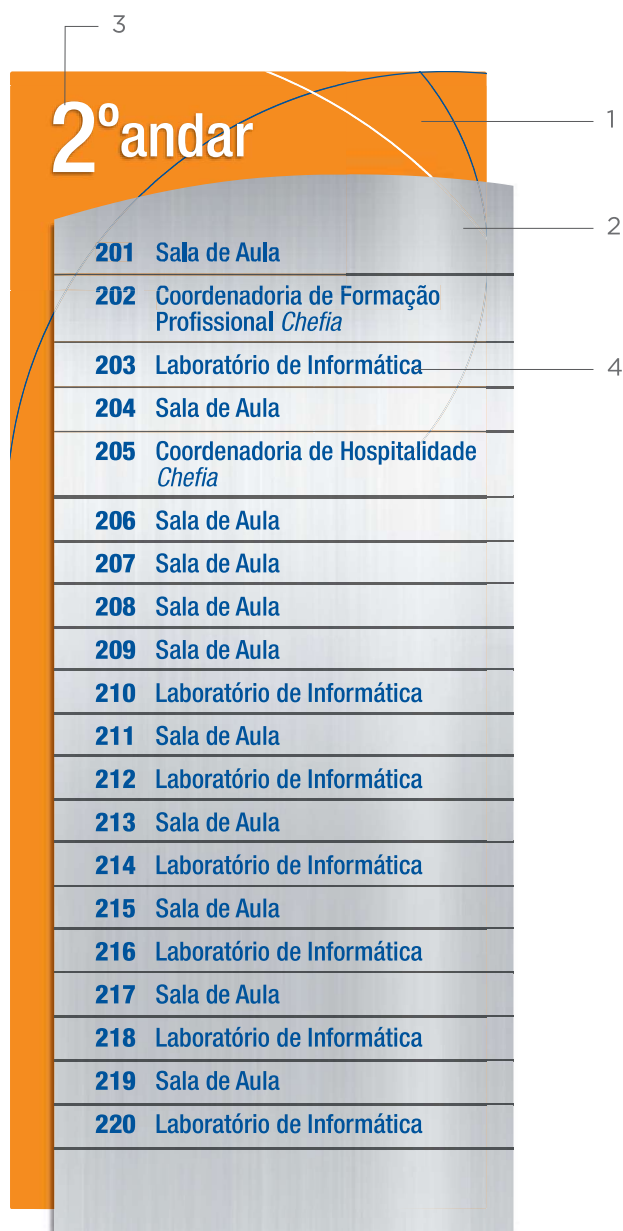 3
1
2ºandar
2
201 Sala de Aula
202 Coordenadoria de Formação
Profissional Chefia
203 Laboratório de Informática
4
204 Sala de Aula
205 Coordenadoria de Hospitalidade
Chefia
206 Sala de Aula
207 Sala de Aula
208 Sala de Aula
209 Sala de Aula
210 Laboratório de Informática
211 Sala de Aula
212 Laboratório de Informática
213 Sala de Aula
214 Laboratório de Informática
215 Sala de Aula
216 Laboratório de Informática
217 Sala de Aula
218 Laboratório de Informática
219 Sala de Aula
220 Laboratório de Informática